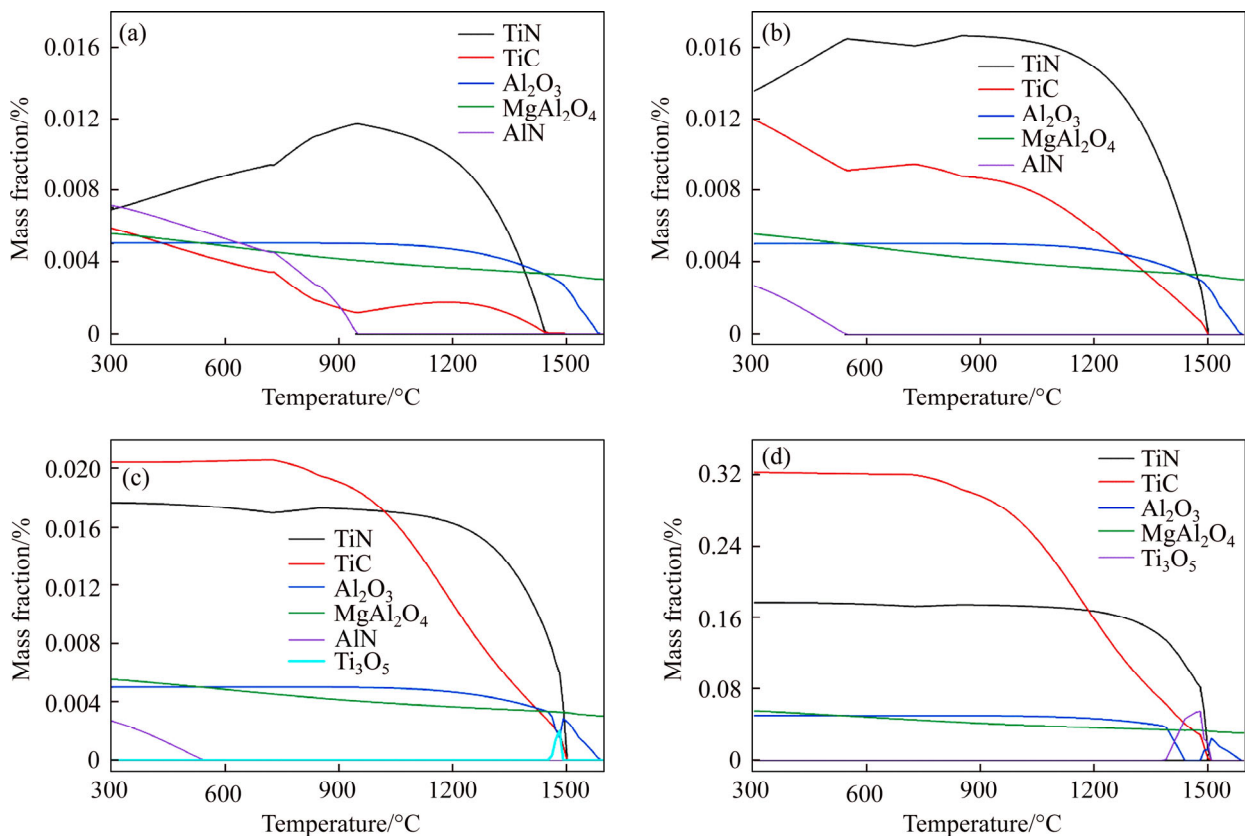 (a)
TiN
TiC
Al₂O₃
MgAl₂O₄
AlN
0.016
0.012
0.008
0.004
0
Mass fraction/%
300 600 900 1200 1500
Temperature/°C
(b)
TiN
TiC
Al₂O₃
MgAl₂O₄
AlN
0.016
0.012
0.008
0.004
0
Mass fraction/%
300 600 900 1200 1500
Temperature/°C
(c)
TiN
TiC
Al₂O₃
MgAl₂O₄
AlN
Ti₃O₅
0.020
0.016
0.012
0.008
0.004
0
Mass fraction/%
300 600 900 1200 1500
Temperature/°C
(d)
TiN
TiC
Al₂O₃
MgAl₂O₄
Ti₃O₅
0.32
0.24
0.16
0.08
0
Mass fraction/%
300 600 900 1200 1500
Temperature/°C